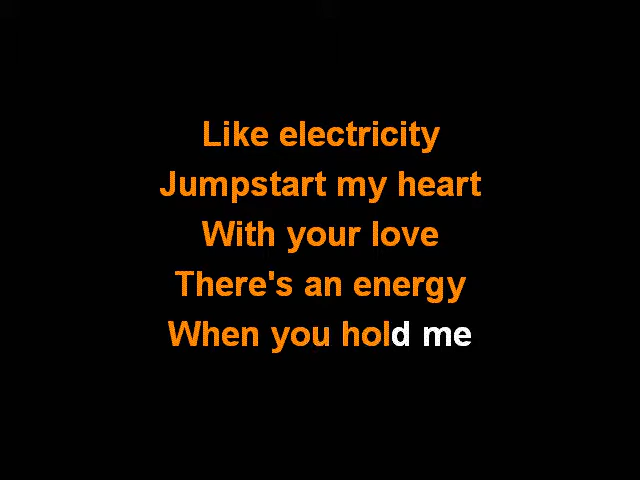 Like electricity
Jumpstart my heart
With your love
There's an energy
When you hold me